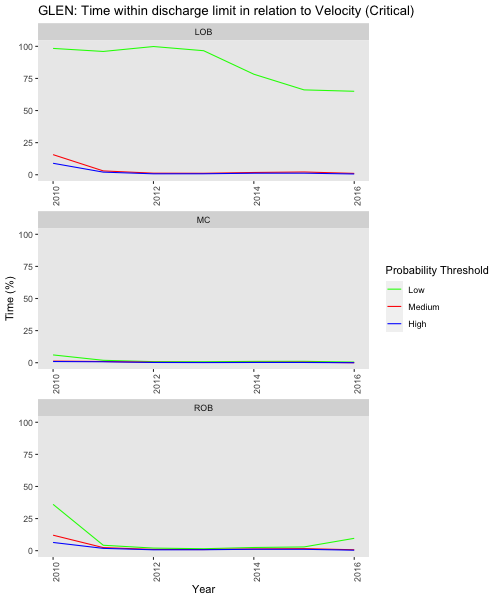 GLEN: Time within discharge limit in relation to Velocity (Critical)
LOB
100
75
50
25
0
2010
2012
2014
2016
MC
100
75
50
25
0
2010
2012
2014
2016
ROB
100
75
50
25
0
2010
2012
2014
2016
Time (%)
Year
Probability Threshold
Low
Medium
High